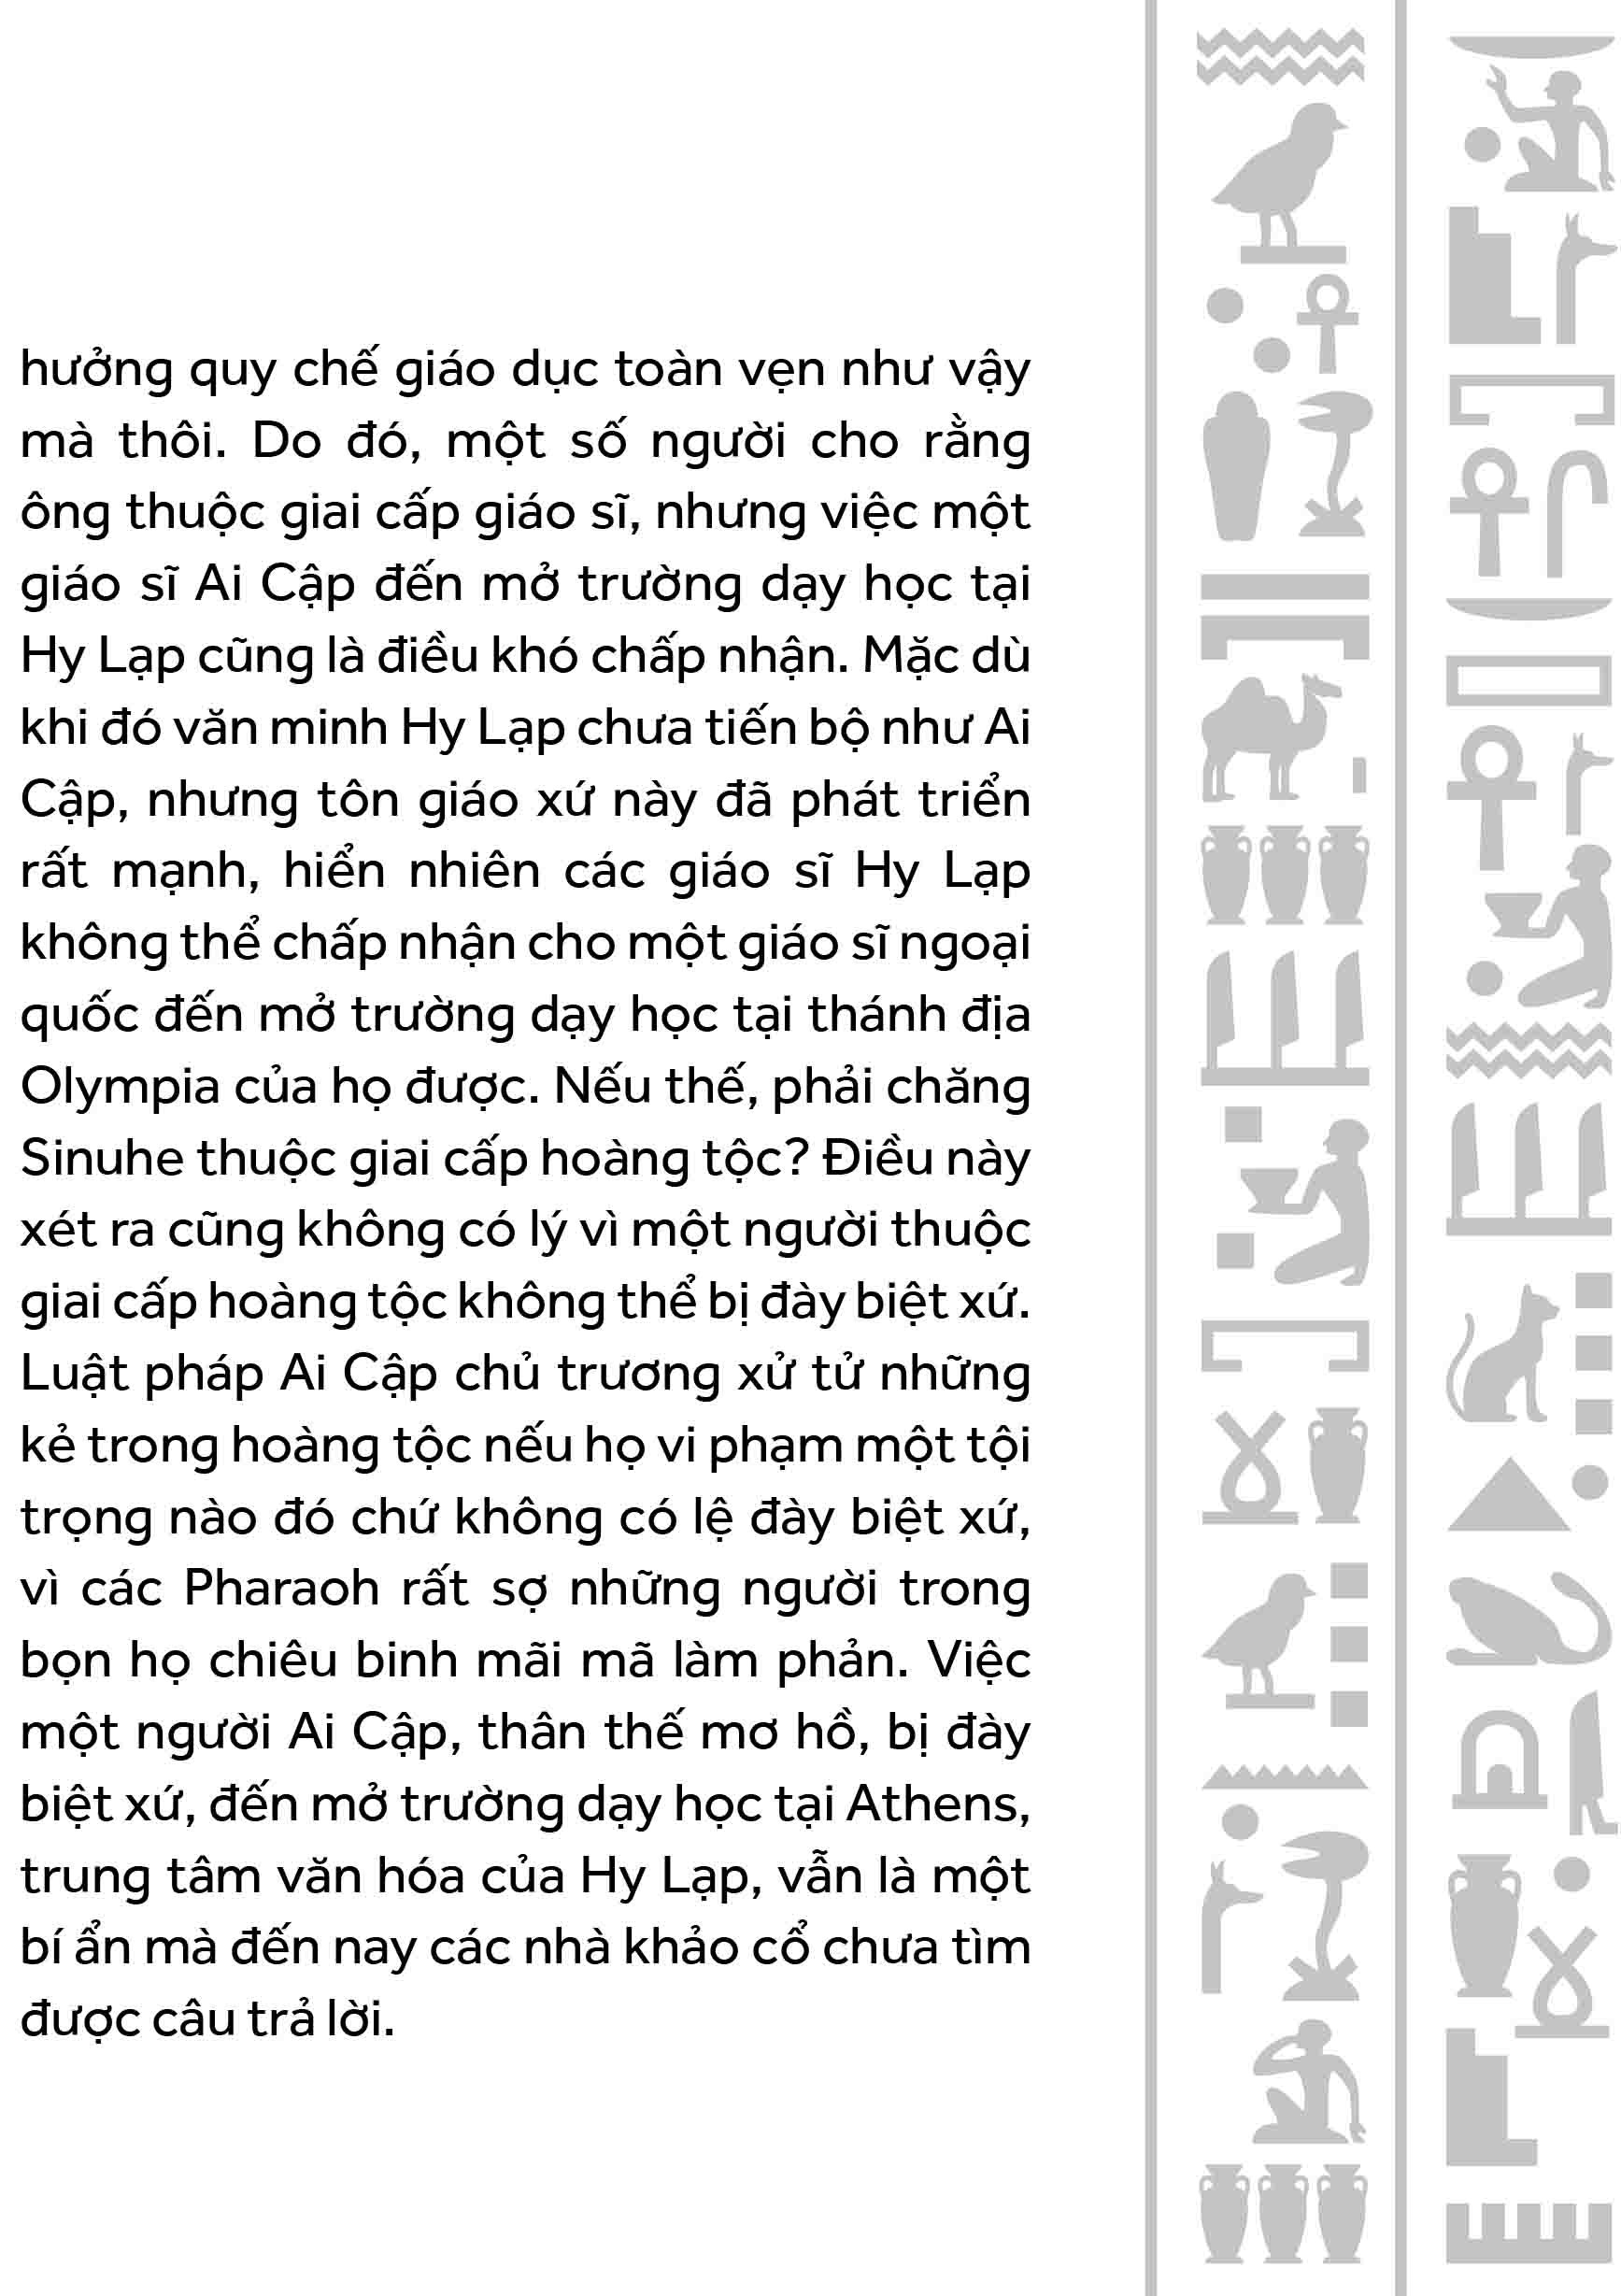 hưởng quy chế giáo dục toàn vẹn như vậy
mà thôi. Do đó, một số người cho rằng
ông thuộc giai cấp giáo sĩ, nhưng việc một
giáo sĩ Ai Cập đến mở trường dạy học tại
Hy Lạp cũng là điều khó chấp nhận. Mặc dù
khi đó văn minh Hy Lạp chưa tiến bộ như Ai
Cập, nhưng tôn giáo xứ này đã phát triển
rất mạnh, hiển nhiên các giáo sĩ Hy Lạp
không thể chấp nhận cho một giáo sĩ ngoại
quốc đến mở trường dạy học tại thánh địa
Olympia của họ được. Nếu thế, phải chăng
Sinuhe thuộc giai cấp hoàng tộc? Điều này
xét ra cũng không có lý vì một người thuộc
giai cấp hoàng tộc không thể bị đày biệt xứ.
Luật pháp Ai Cập chủ trương xử tử những
kẻ trong hoàng tộc nếu họ vi phạm một tội
trọng nào đó chứ không có lệ đày biệt xứ,
vì các Pharaoh rất sợ những người trong
bọn họ chiêu binh mãi mã làm phản. Việc
một người Ai Cập, thân thế mơ hồ, bị đày
biệt xứ, đến mở trường dạy học tại Athens,
trung tâm văn hóa của Hy Lạp, vẫn là một
bí ẩn mà đến nay các nhà khảo cổ chưa tìm
được câu trả lời.